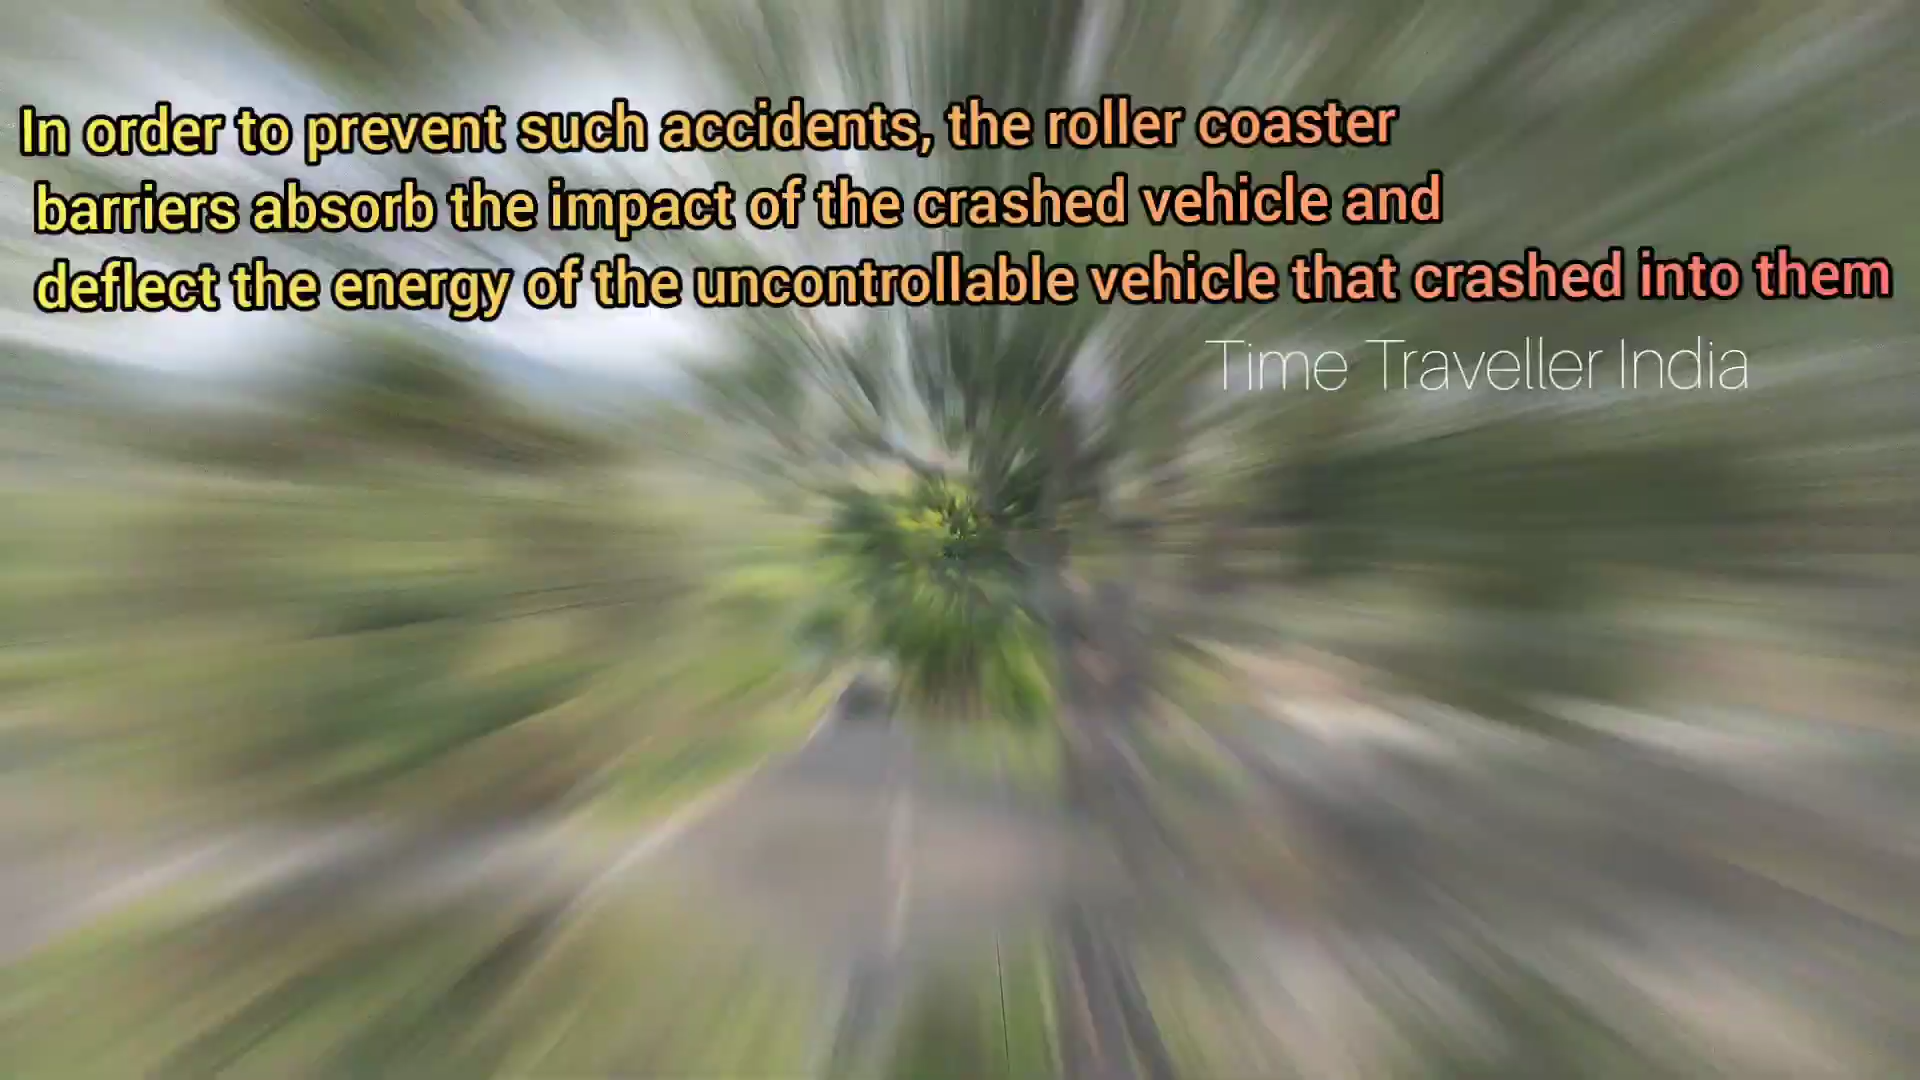 In order to prevent such accidents, the roller coaster
barriers absorb the impact of the crashed vehicle and
deflect the energy of the uncontrollable vehicle that crashed into them
Time Traveller India